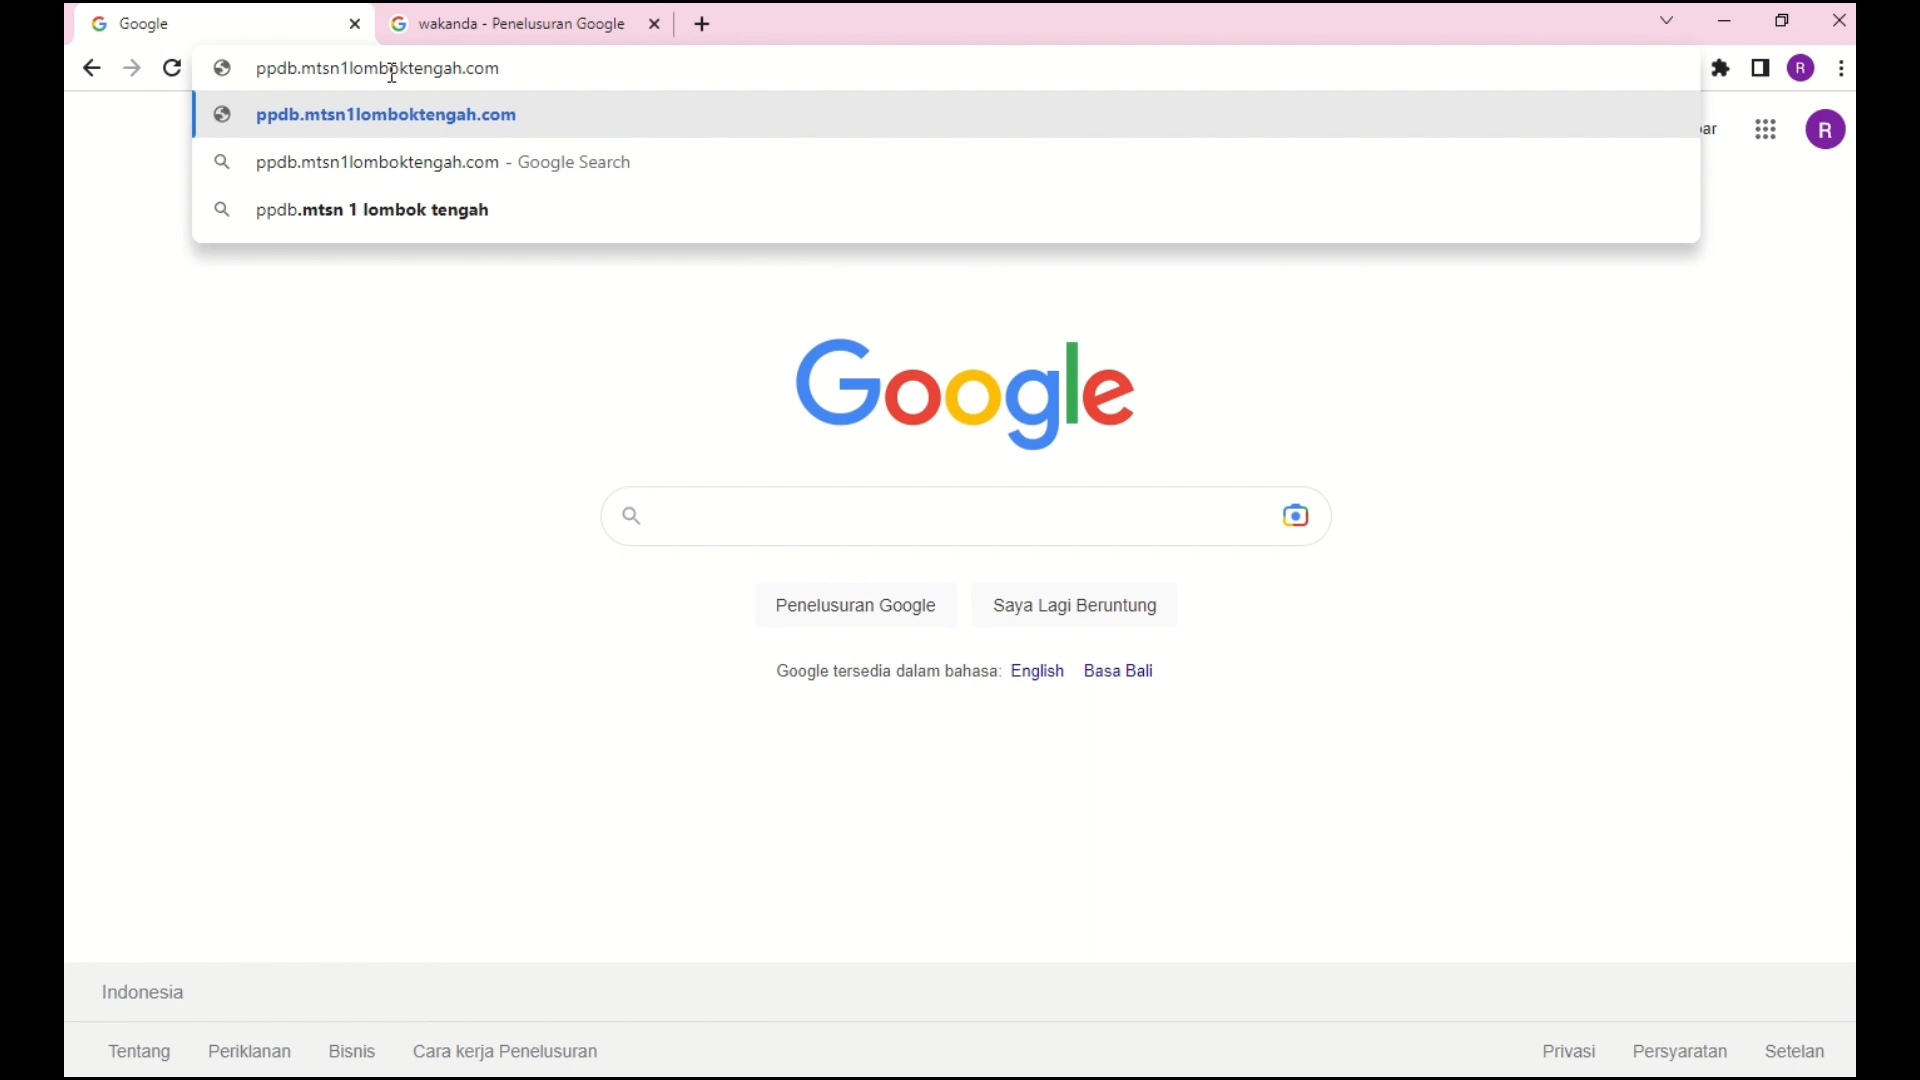 Google
wakanda - Penelusuran Google
ppdb.mtsn1lomboktengah.com
R
ppdb.mtsn1lomboktengah.com
ppdb.mtsn1lomboktengah.com - Google Search
ppdb.mtsn 1 lombok tengah
R
Google
Penelusuran Google
Saya Lagi Beruntung
Google tersedia dalam bahasa: English Basa Bali
Indonesia
Tentang Periklanan Bisnis Cara kerja Penelusuran
Privasi Persyaratan Setelan